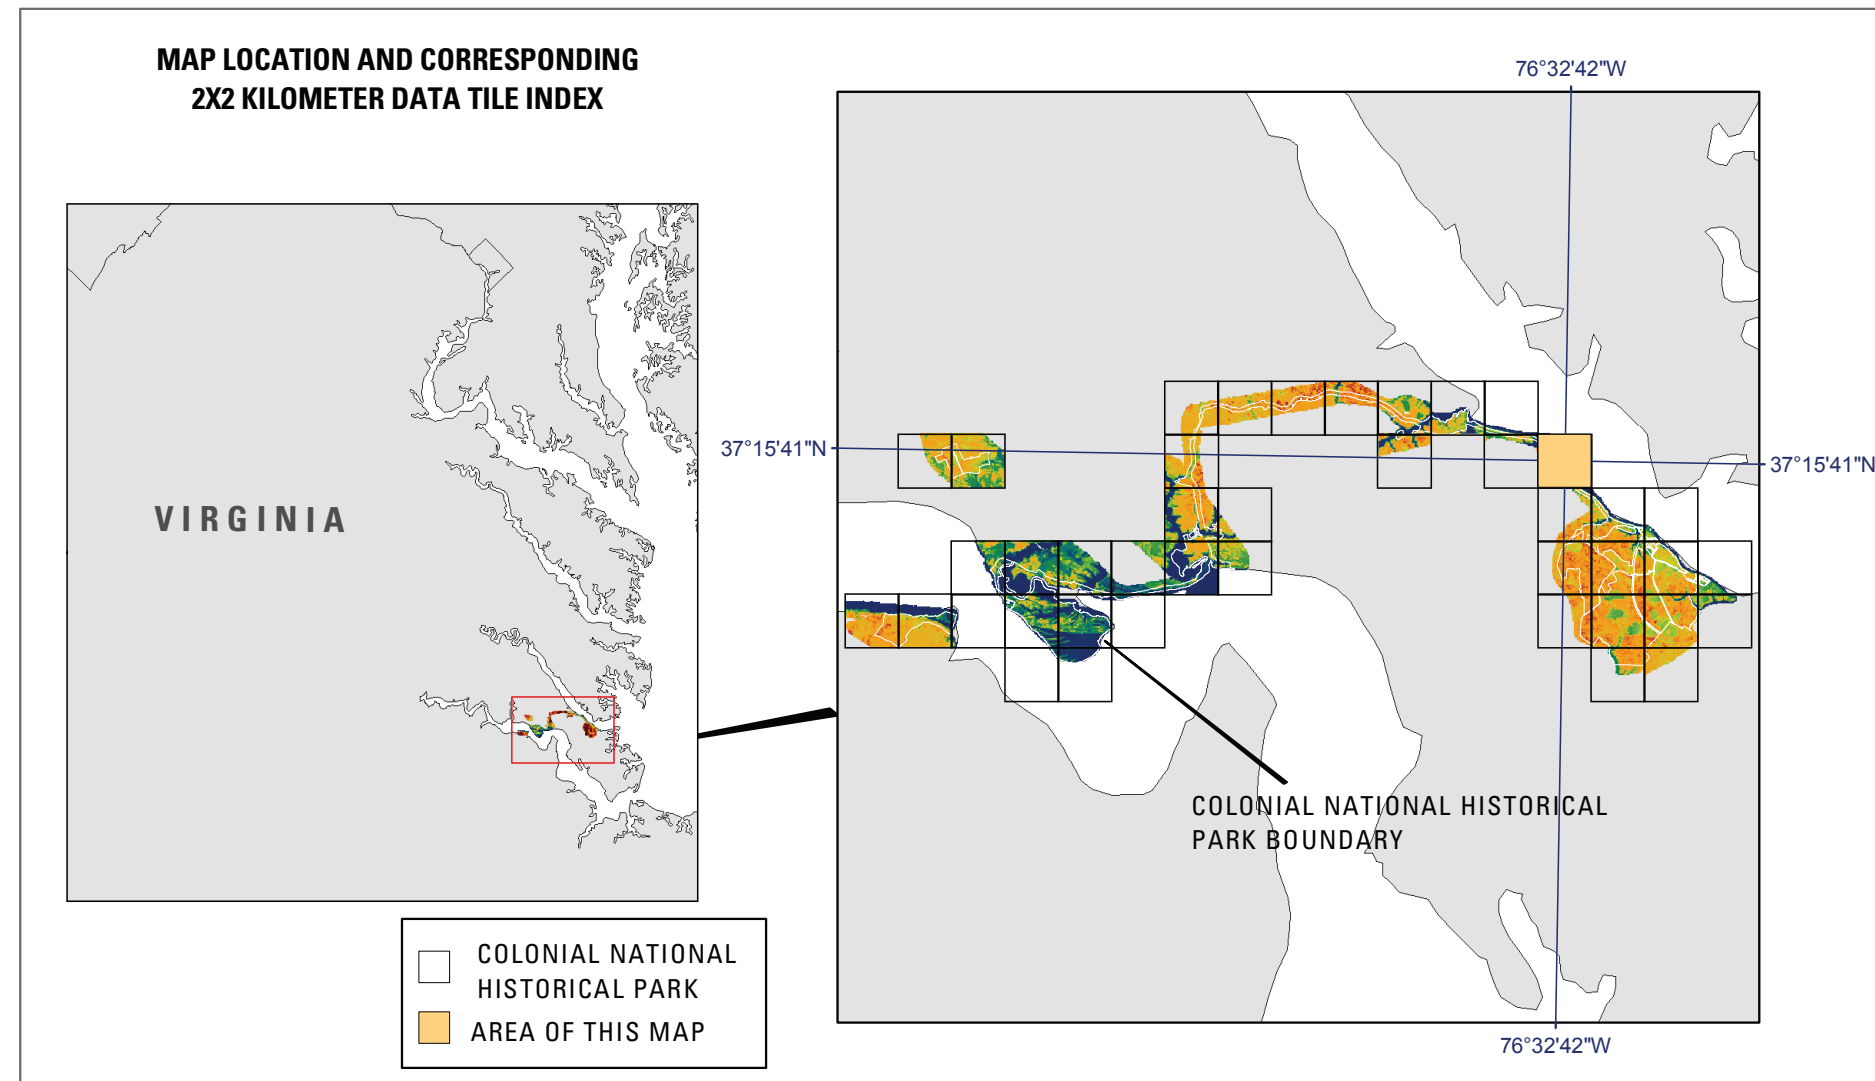 MAP LOCATION AND CORRESPONDING
2X2 KILOMETER DATA TILE INDEX
76°32'42"W
VIRGINIA
37°15'41"N
37°15'41"N
COLONIAL NATIONAL HISTORICAL
PARK BOUNDARY
COLONIAL NATIONAL
HISTORICAL PARK
AREA OF THIS MAP
76°32'42"W